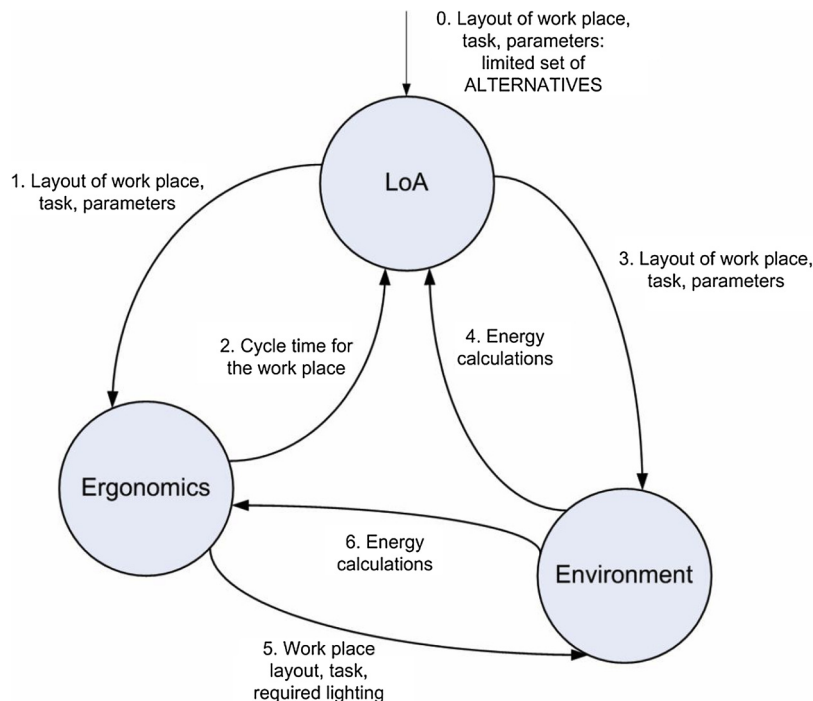 0. Layout of work place,
task, parameters:
limited set of
ALTERNATIVES
LoA
1. Layout of work place,
task, parameters
3. Layout of work place,
task, parameters
2. Cycle time for
the work place
4. Energy
calculations
Ergonomics
6. Energy
calculations
Environment
5. Work place
layout, task,
required lighting